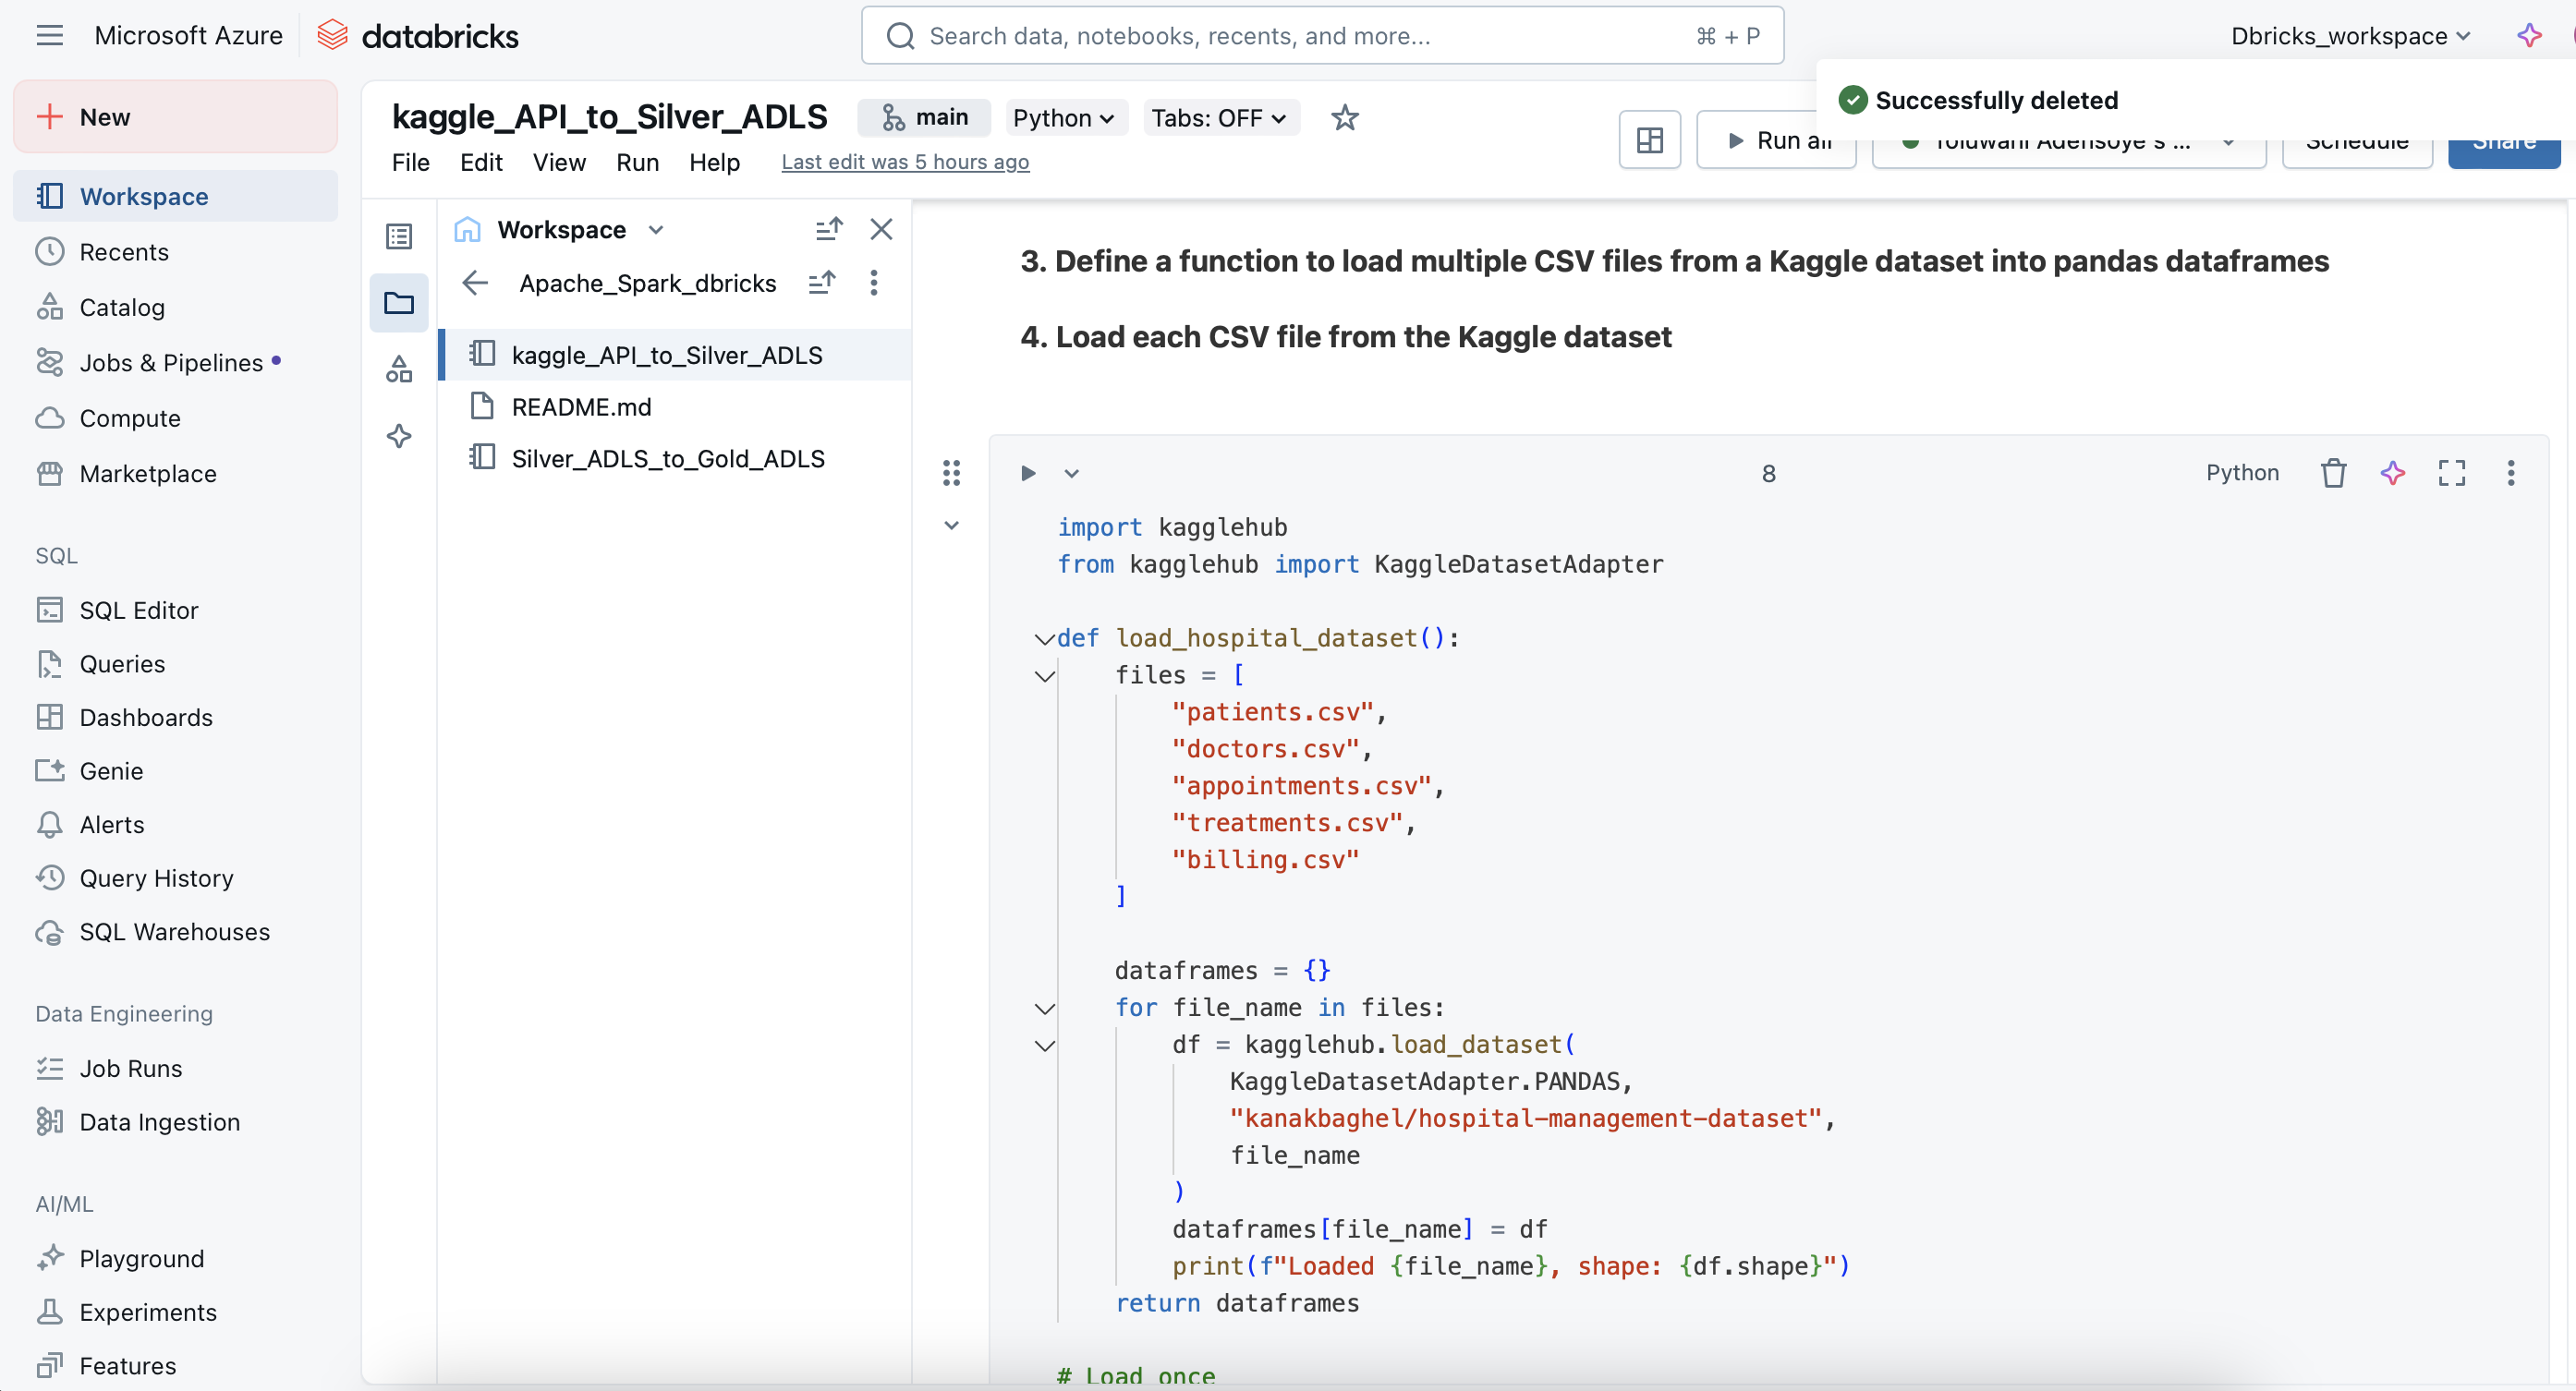 Microsoft Azure
databricks
Search data, notebooks, recents, and more...
⌘ + P
Dbricks_workspace
Successfully deleted
New
Workspace
Recents
Catalog
Jobs & Pipelines
Compute
Marketplace
SQL
SQL Editor
Queries
Dashboards
Genie
Alerts
Query History
SQL Warehouses
Data Engineering
Job Runs
Data Ingestion
AI/ML
Playground
Experiments
Features
kaggle_API_to_Silver_ADLS
main
Python
Tabs: OFF
File Edit View Run Help
Last edit was 5 hours ago
Run all
Schedule
Share
Workspace
Apache_Spark_dbricks
kaggle_API_to_Silver_ADLS
README.md
Silver_ADLS_to_Gold_ADLS
3. Define a function to load multiple CSV files from a Kaggle dataset into pandas dataframes
4. Load each CSV file from the Kaggle dataset
8
Python
import kagglehub
from kagglehub import KaggleDatasetAdapter
def load_hospital_dataset():
files = [
"patients.csv",
"doctors.csv",
"appointments.csv",
"treatments.csv",
"billing.csv"
]
dataframes = {}
for file_name in files:
df = kagglehub.load_dataset(
KaggleDatasetAdapter.PANDAS,
"kanakbaghel/hospital-management-dataset",
file_name
)
dataframes[file_name] = df
print(f"Loaded {file_name}, shape: {df.shape}")
return dataframes
# Load once